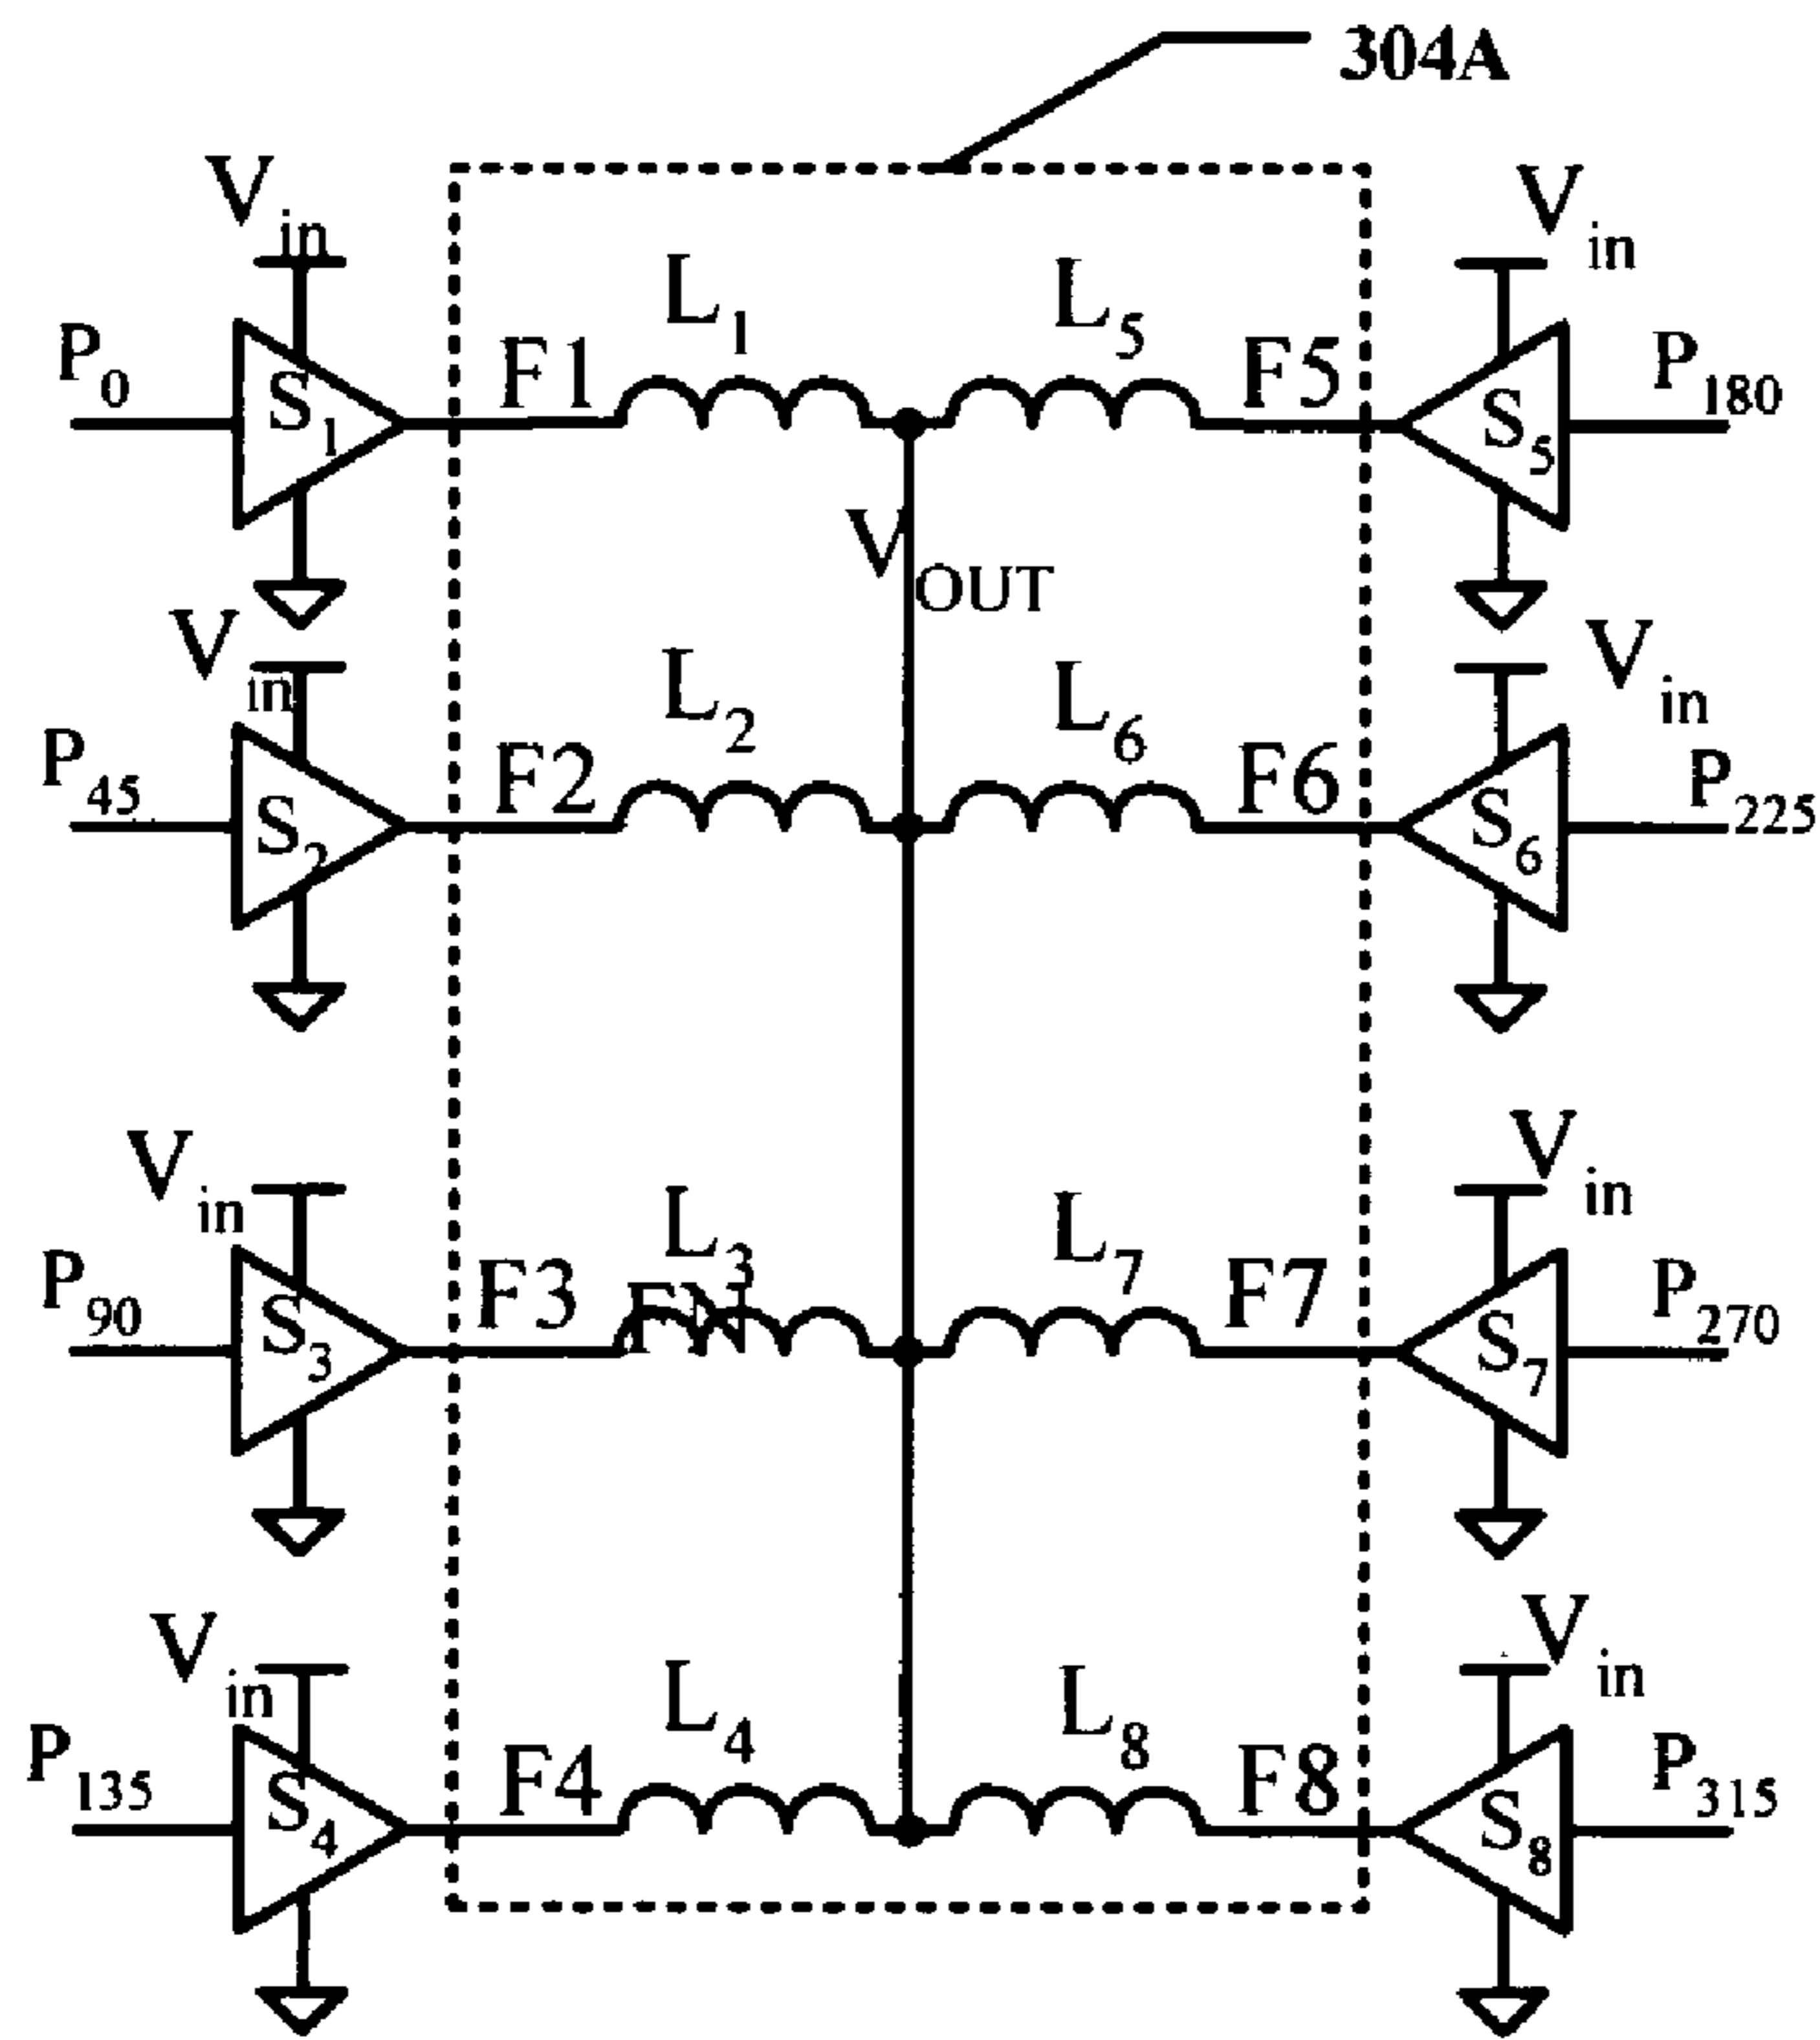 304A
V in
V in
L 1
L 5
P 0
S 1
F1
F5
S 5
P 180
V OUT
V in
V in
L 2
L 6
P 45
S 2
F2
F6
S 6
P 225
V in
V in
L 3
L 7
P 90
S 3
F3
F7
S 7
P 270
V in
V in
L 4
L 8
P 135
S 4
F4
F8
S 8
P 315